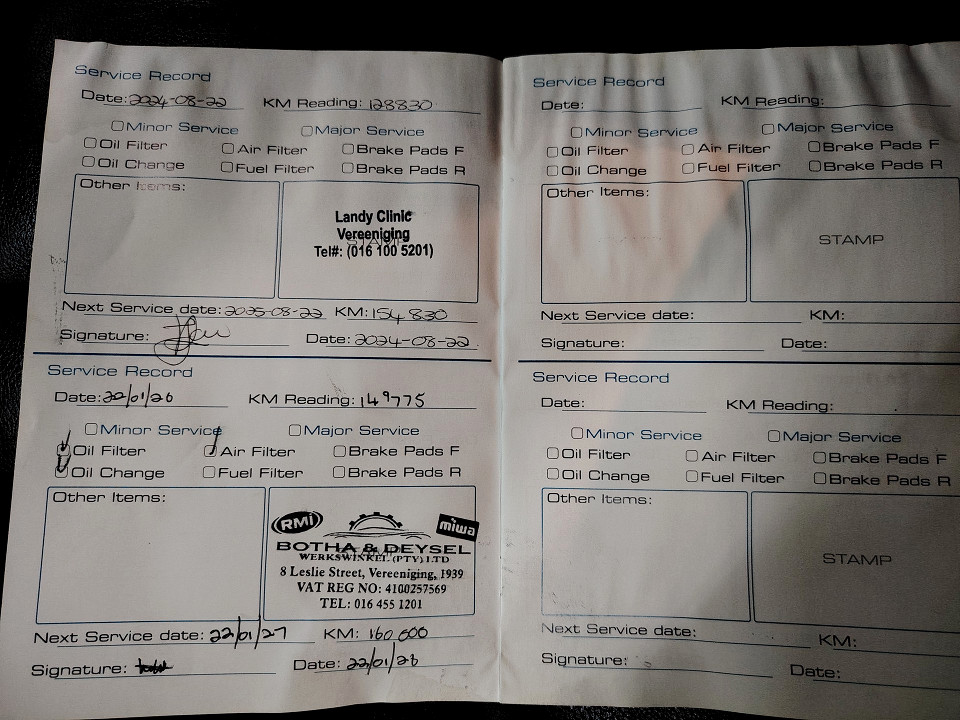 Service Record
Date: 2024-08-22 KM Reading: 128830
Minor Service Major Service
Oil Filter Air Filter Brake Pads F
Oil Change Fuel Filter Brake Pads R
Other Items:
Landy Clinic
Vereeniging
STAMP
Tel#: (016 100 5201)
Next Service date: 2025-08-22 KM: 154 830
Signature: Date: 2024-08-22
Service Record
Date: 22/01/26 KM Reading: 149775
Minor Service Major Service
Oil Filter Air Filter Brake Pads F
Oil Change Fuel Filter Brake Pads R
Other Items:
RMI miwa
BOTHA & DEYSEL
WERKSWINKEL (PTY) LTD
8 Leslie Street, Vereeniging, 1939
VAT REG NO: 4100257569
TEL: 016 455 1201
Next Service date: 22/01/27 KM: 160 000
Signature: Date: 22/01/26
Service Record
Date: KM Reading:
Minor Service Major Service
Oil Filter Air Filter Brake Pads F
Oil Change Fuel Filter Brake Pads R
Other Items:
STAMP
Next Service date: KM:
Signature: Date:
Service Record
Date: KM Reading:
Minor Service Major Service
Oil Filter Air Filter Brake Pads F
Oil Change Fuel Filter Brake Pads R
Other Items:
STAMP
Next Service date: KM:
Signature: Date: